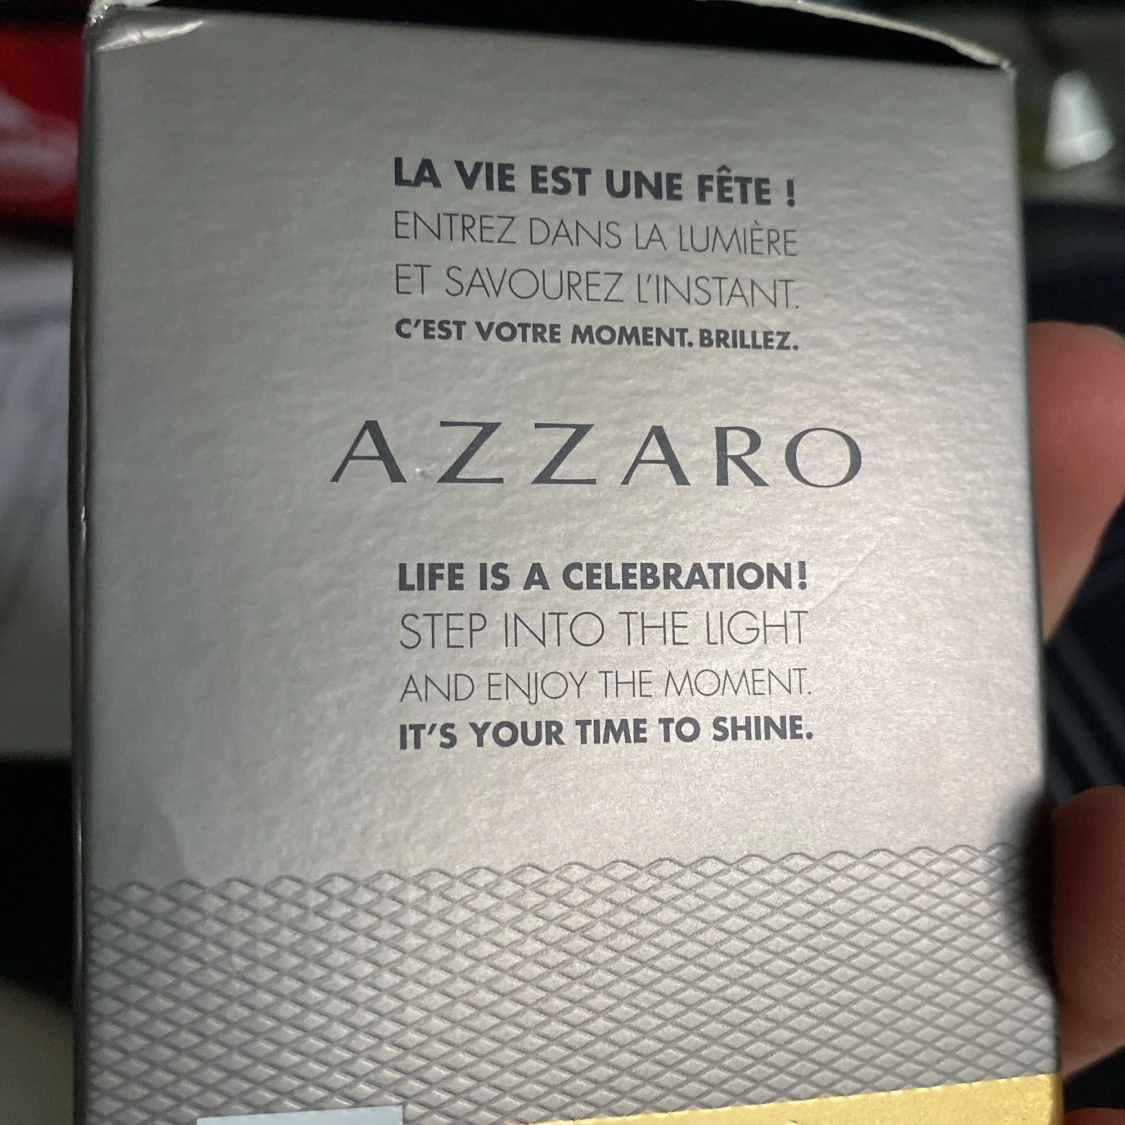 LA VIE EST UNE FÊTE !
ENTREZ DANS LA LUMIÈRE
ET SAVOUREZ L'INSTANT.
C'EST VOTRE MOMENT. BRILLEZ.
AZZARO
LIFE IS A CELEBRATION!
STEP INTO THE LIGHT
AND ENJOY THE MOMENT.
IT'S YOUR TIME TO SHINE.